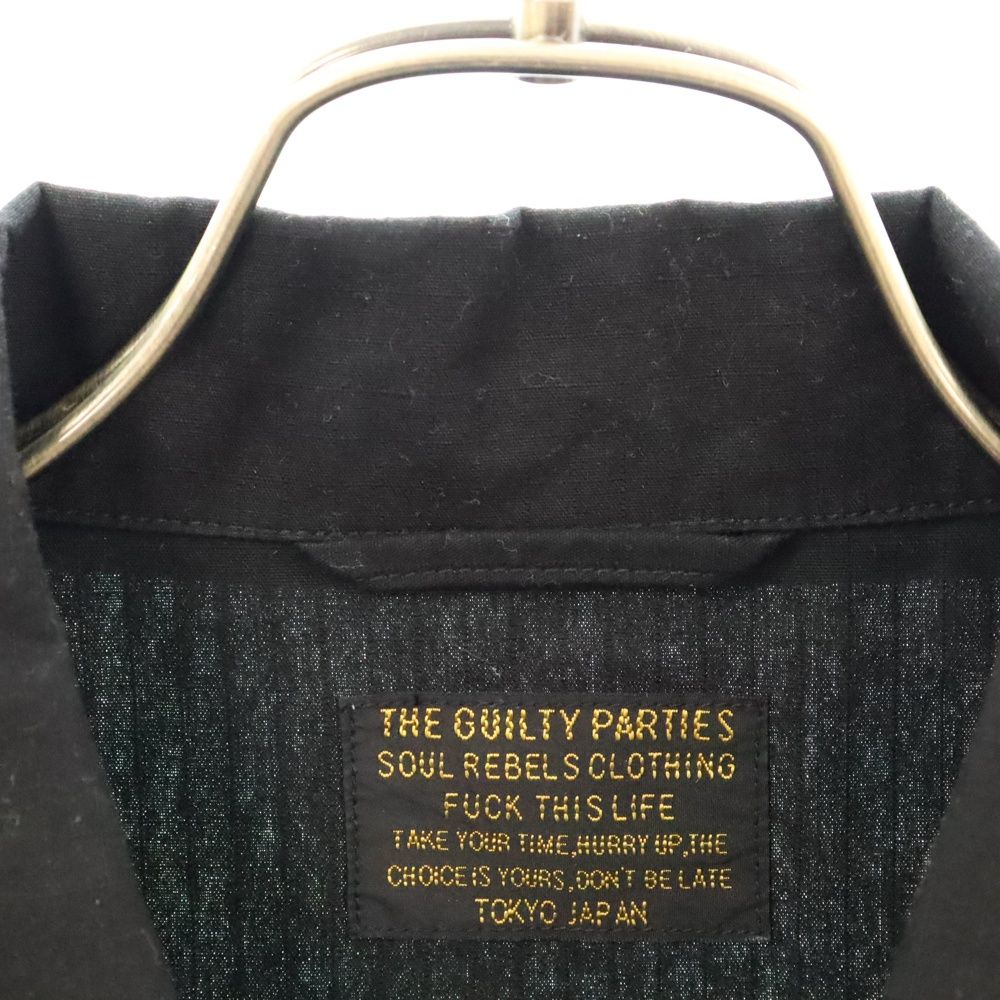 THE GUILTY PARTIES
SOUL REBELS CLOTHING
FUCK THIS LIFE
TAKE YOUR TIME,HURRY UP,THE
CHOICE IS YOURS,DON'T BE LATE
TOKYO JAPAN